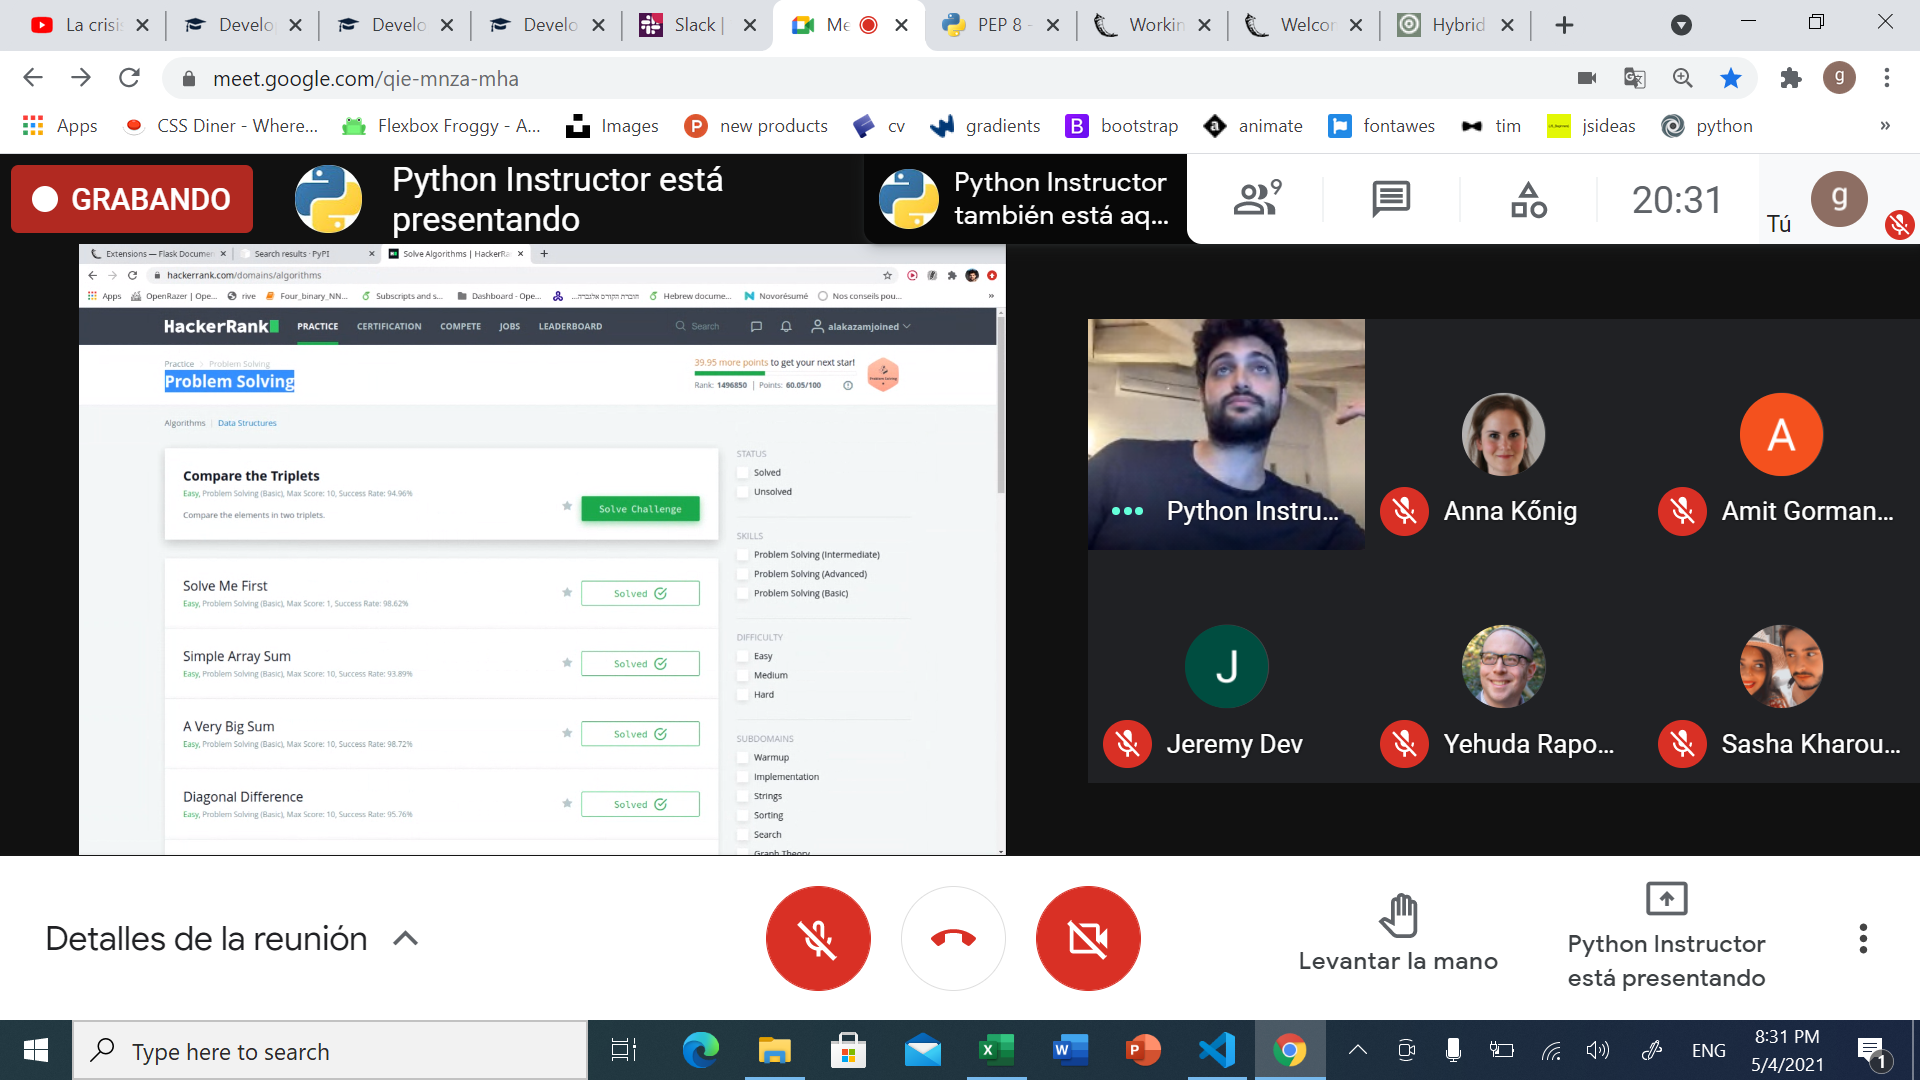 La crisis
Develo
Develo
Develo
Slack |
Me
PEP 8 -
Workin
Welcon
Hybrid
meet.google.com/qie-mnza-mha
g
Apps
CSS Diner - Where...
Flexbox Froggy - A...
Images
new products
cv
gradients
bootstrap
animate
fontawes
tim
jsideas
python
»
GRABANDO
Python Instructor está
presentando
Python Instructor
también está aq...
9
20:31
Tú
g
Extensions — Flask Documen
Search results · PyPI
Solve Algorithms | HackerRa
hackerrank.com/domains/algorithms
Apps
OpenRazer | Ope...
rive
Four_binary_NN...
Subscripts and s...
Dashboard - Ope...
חוברת הקורס אלגברה...
Hebrew docume...
Novorésumé
Nos conseils pou...
»
HackerRank
PRACTICE
CERTIFICATION
COMPETE
JOBS
LEADERBOARD
Search
alakazamjoined
Practice > Problem Solving
Problem Solving
39.95 more points to get your next star!
Rank: 1496850 | Points: 60.05/100
Problem Solving
Algorithms | Data Structures
Compare the Triplets
Easy, Problem Solving (Basic), Max Score: 10, Success Rate: 94.96%
Compare the elements in two triplets.
Solve Challenge
Solve Me First
Easy, Problem Solving (Basic), Max Score: 1, Success Rate: 98.62%
Solved
Simple Array Sum
Easy, Problem Solving (Basic), Max Score: 10, Success Rate: 93.89%
Solved
A Very Big Sum
Easy, Problem Solving (Basic), Max Score: 10, Success Rate: 98.72%
Solved
Diagonal Difference
Easy, Problem Solving (Basic), Max Score: 10, Success Rate: 95.76%
Solved
STATUS
Solved
Unsolved
SKILLS
Problem Solving (Intermediate)
Problem Solving (Advanced)
Problem Solving (Basic)
DIFFICULTY
Easy
Medium
Hard
SUBDOMAINS
Warmup
Implementation
Strings
Sorting
Search
Graph Theory
Python Instru...
Anna Kőnig
A
Amit Gorman...
J
Jeremy Dev
Yehuda Rapo...
Sasha Kharou...
Detalles de la reunión
Levantar la mano
Python Instructor
está presentando
Type here to search
ENG
8:31 PM
5/4/2021
1